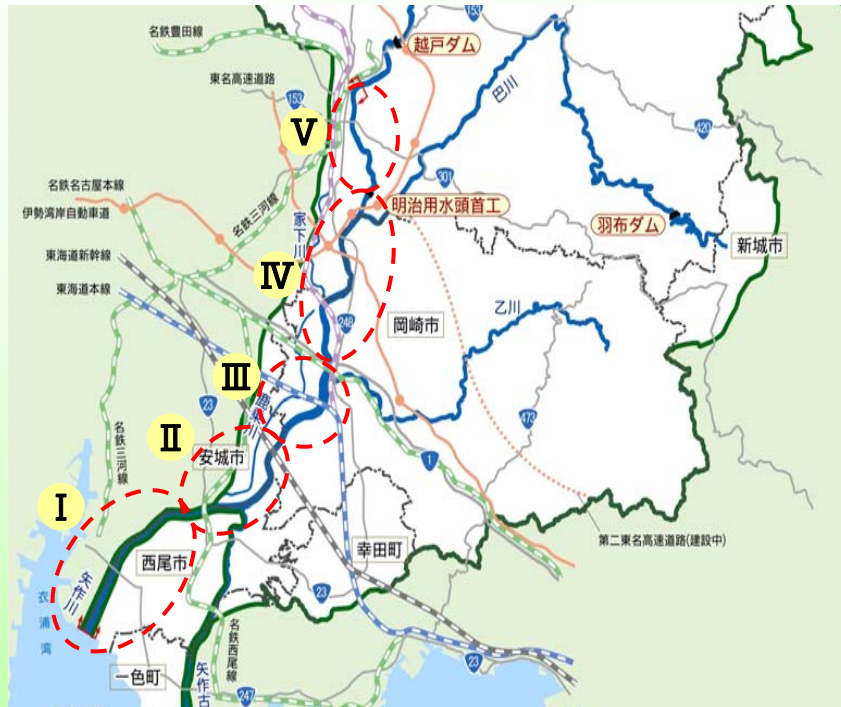 名鉄豊田線
153
越戸ダム
東名高速道路
153
巴川
420
Ⅴ
301
名鉄名古屋本線
名鉄三河線
明治用水頭首工
伊勢湾岸自動車道
家下川
羽布ダム
新城市
東海道新幹線
Ⅳ
東海道本線
乙川
248
岡崎市
Ⅲ
23
473
名鉄三河線
Ⅱ
安城市
1
Ⅰ
第二東名高速道路(建設中)
幸田町
西尾市
矢作川
23
衣浦湾
名鉄西尾線
23
一色町
矢作古
247